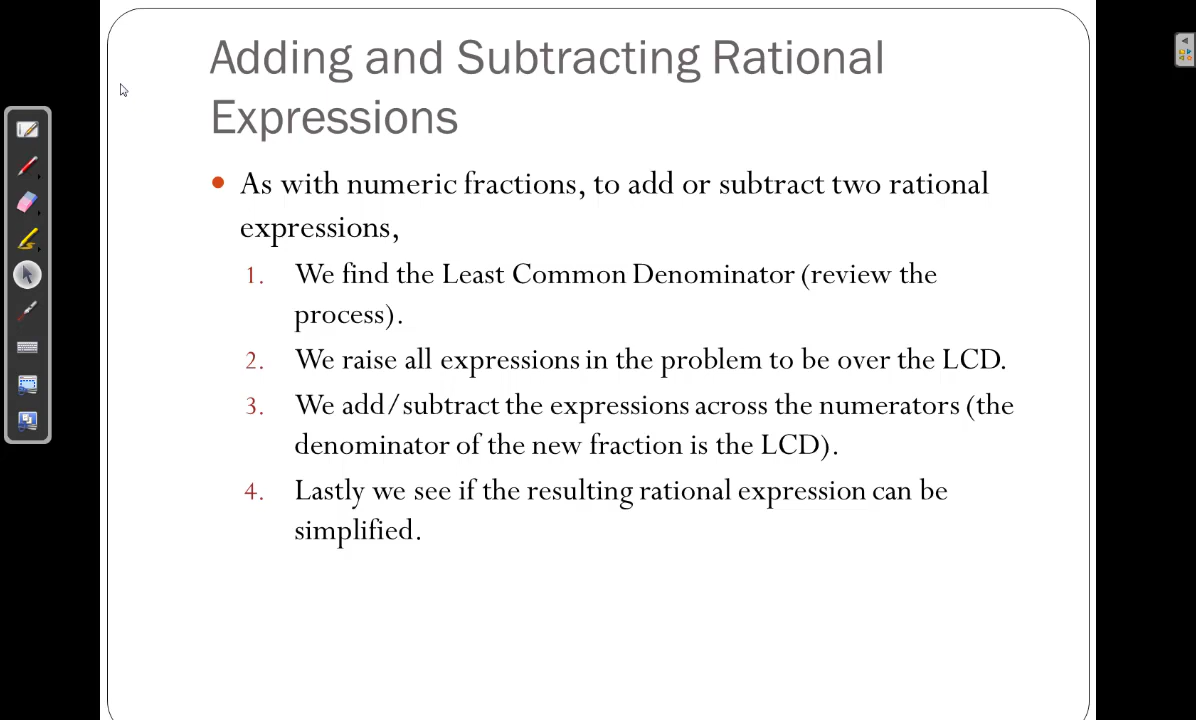 Adding and Subtracting Rational
Expressions
• As with numeric fractions, to add or subtract two rational
expressions,
1. We find the Least Common Denominator (review the
process).
2. We raise all expressions in the problem to be over the LCD.
3. We add/subtract the expressions across the numerators (the
denominator of the new fraction is the LCD).
4. Lastly we see if the resulting rational expression can be
simplified.